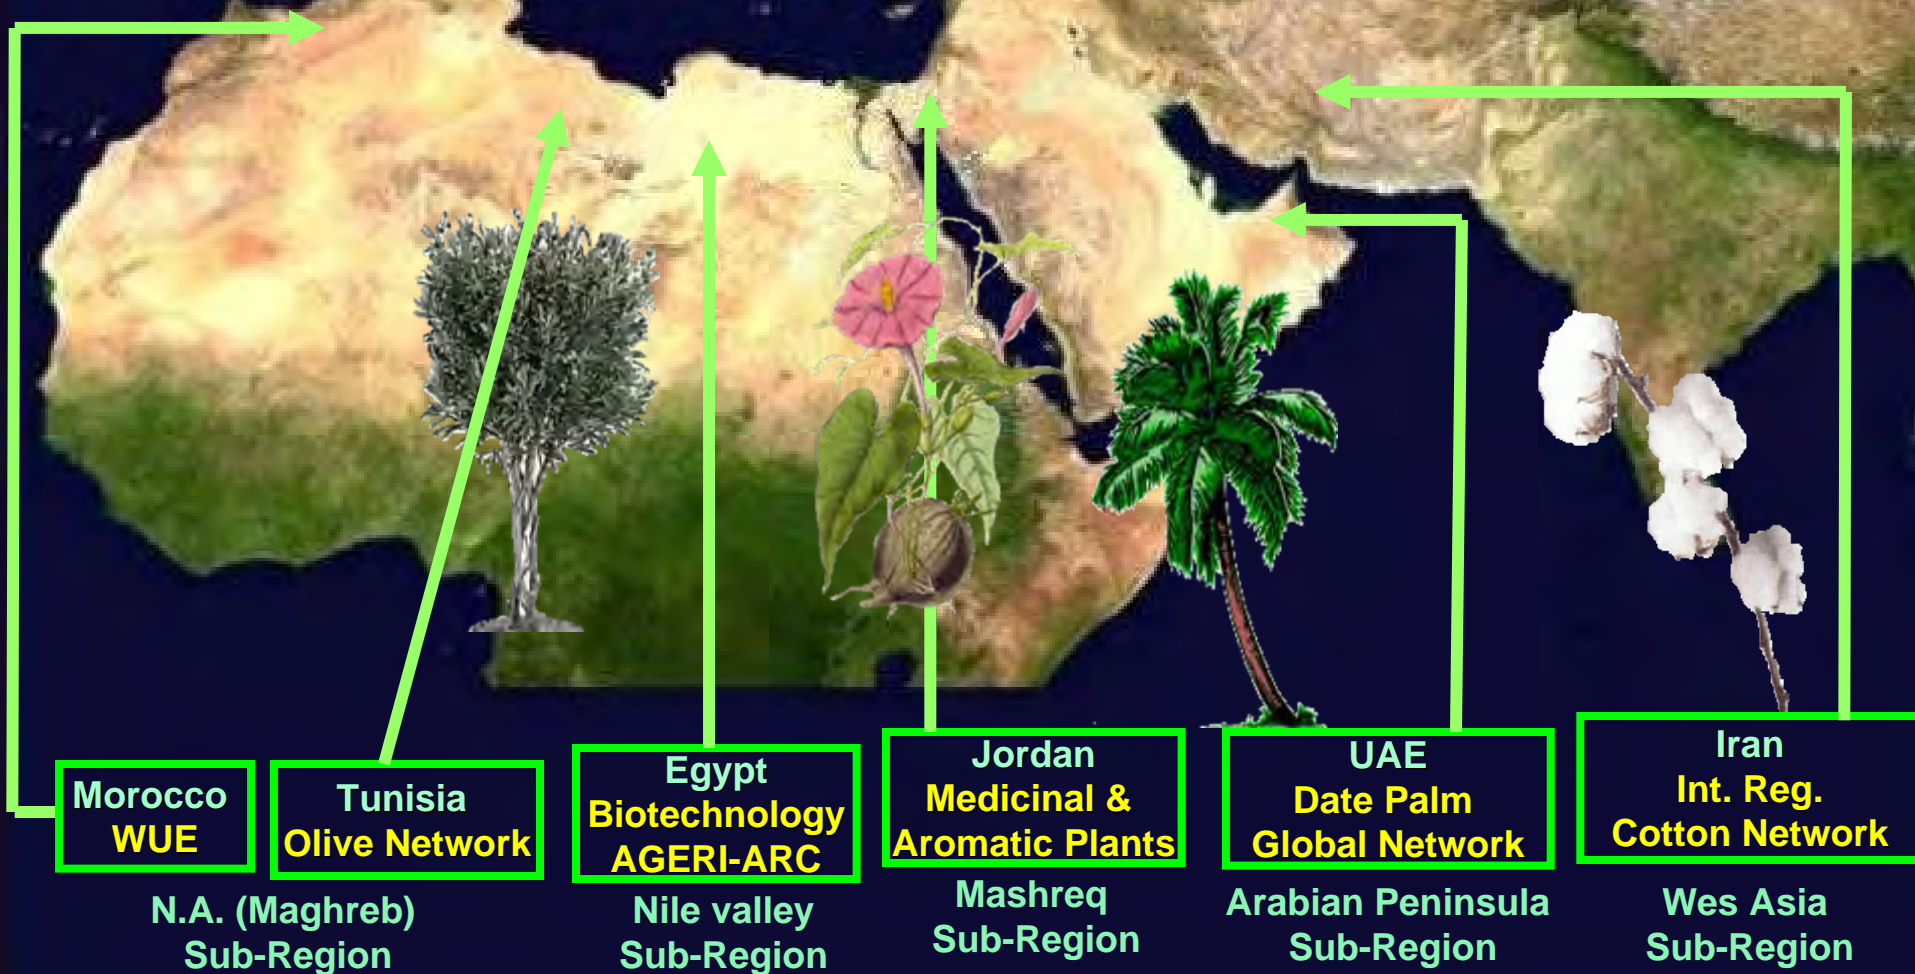 Morocco
WUE
Tunisia
Olive Network
Egypt
Biotechnology
AGERI-ARC
Jordan
Medicinal &
Aromatic Plants
UAE
Date Palm
Global Network
Iran
Int. Reg.
Cotton Network
N.A. (Maghreb)
Sub-Region
Nile valley
Sub-Region
Mashreq
Sub-Region
Arabian Peninsula
Sub-Region
Wes Asia
Sub-Region